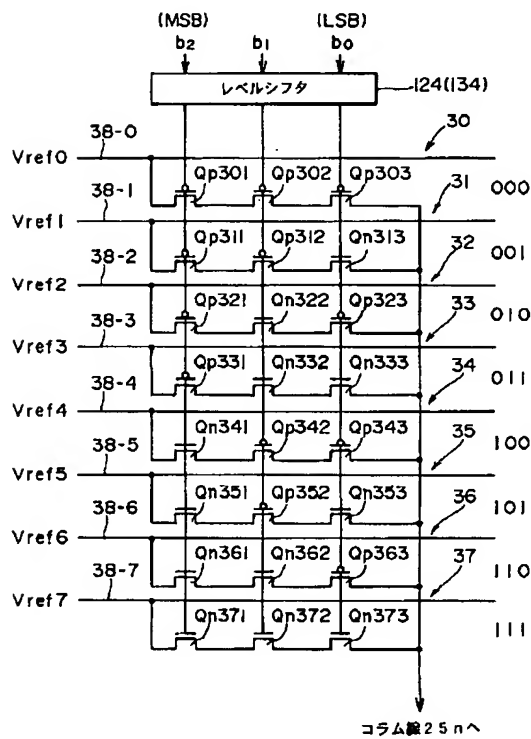 (MSB) (LSB)
b2 b1 b0
レベルシフタ 124(134)
38-0 30
Vref0
Qp301 Qp302 Qp303 000
38-1 31
Vref1
Qp311 Qp312 Qn313 001
38-2 32
Vref2
Qp321 Qn322 Qp323 010
38-3 33
Vref3
Qp331 Qn332 Qn333 011
38-4 34
Vref4
Qn341 Qp342 Qp343 100
38-5 35
Vref5
Qn351 Qp352 Qn353 101
38-6 36
Vref6
Qn361 Qn362 Qp363 110
38-7 37
Vref7
Qn371 Qn372 Qn373 111
コラム線25nへ